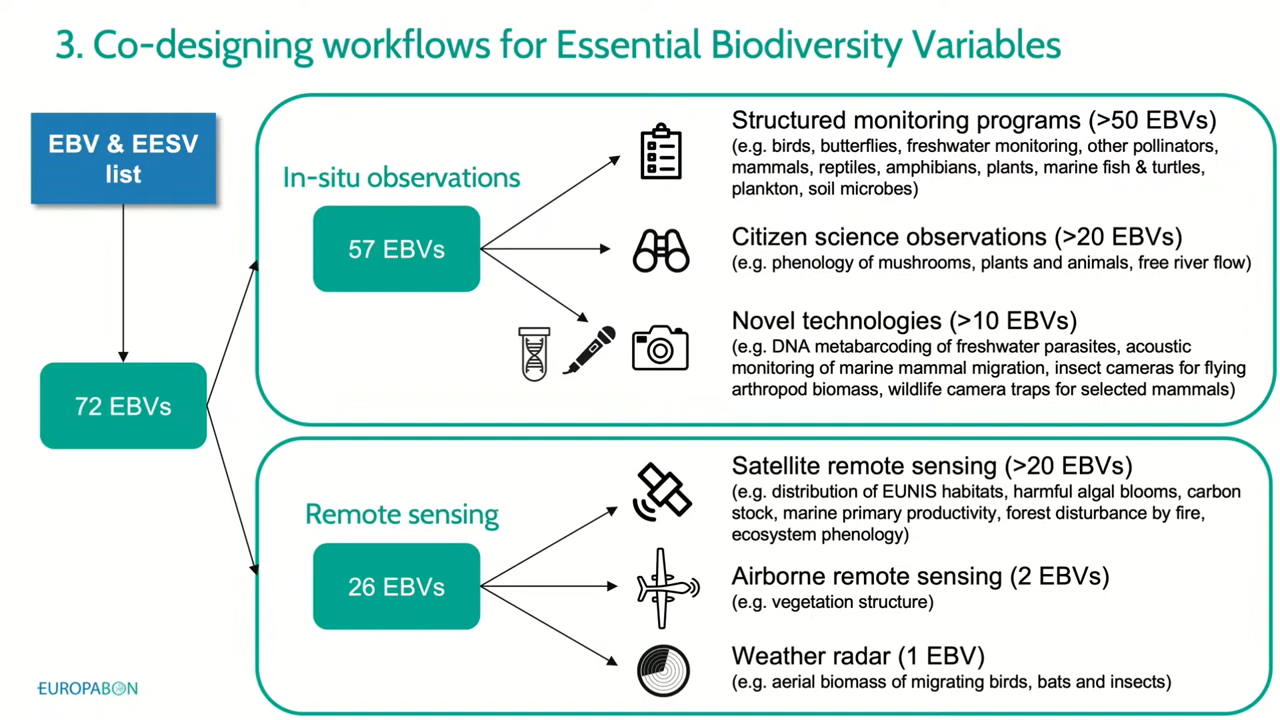 3. Co-designing workflows for Essential Biodiversity Variables
EBV & EESV
list
72 EBVs
In-situ observations
57 EBVs
Structured monitoring programs (>50 EBVs)
(e.g. birds, butterflies, freshwater monitoring, other pollinators,
mammals, reptiles, amphibians, plants, marine fish & turtles,
plankton, soil microbes)
Citizen science observations (>20 EBVs)
(e.g. phenology of mushrooms, plants and animals, free river flow)
Novel technologies (>10 EBVs)
(e.g. DNA metabarcoding of freshwater parasites, acoustic
monitoring of marine mammal migration, insect cameras for flying
arthropod biomass, wildlife camera traps for selected mammals)
Remote sensing
26 EBVs
Satellite remote sensing (>20 EBVs)
(e.g. distribution of EUNIS habitats, harmful algal blooms, carbon
stock, marine primary productivity, forest disturbance by fire,
ecosystem phenology)
Airborne remote sensing (2 EBVs)
(e.g. vegetation structure)
Weather radar (1 EBV)
(e.g. aerial biomass of migrating birds, bats and insects)
EUROPABON